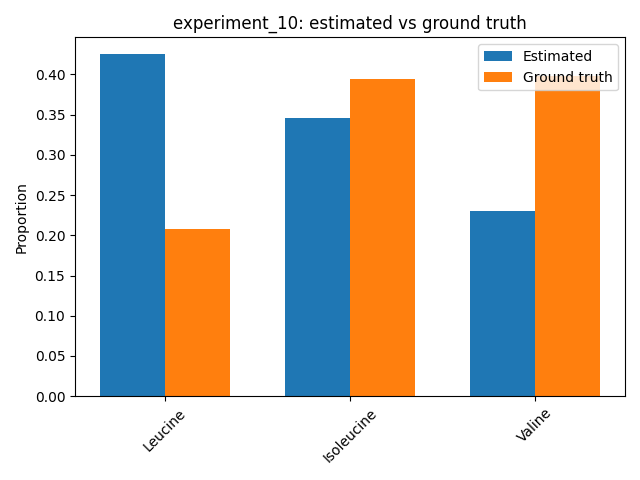 experiment_10: estimated vs ground truth
Estimated
Ground truth
Proportion
0.40
0.35
0.30
0.25
0.20
0.15
0.10
0.05
0.00
Leucine
Isoleucine
Valine